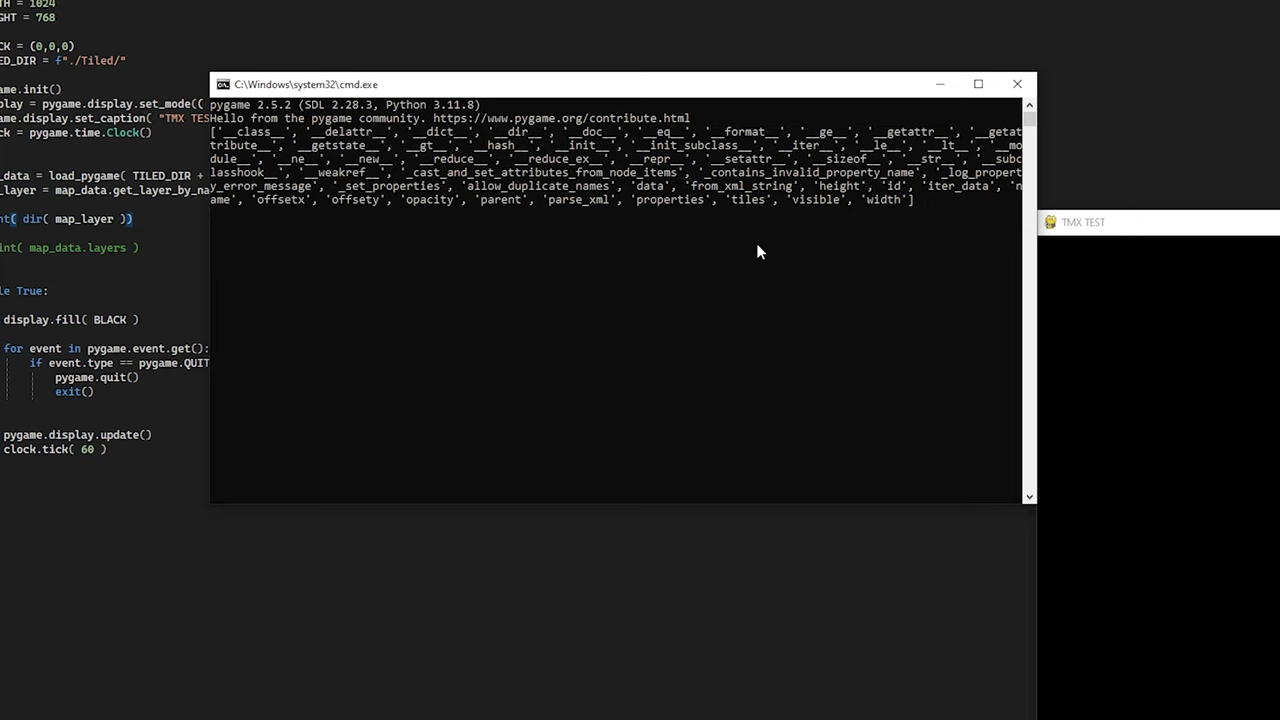 TH = 1024
GHT = 768
CK = (0,0,0)
ED_DIR = f"./Tiled/"
ame.init()
play = pygame.display.set_mode((
ame.display.set_caption( "TMX TES
ck = pygame.time.Clock()
_data = load_pygame( TILED_DIR +
_layer = map_data.get_layer_by_na
nt( dir( map_layer ))
int( map_data.layers )
le True:
display.fill( BLACK )
for event in pygame.event.get():
if event.type == pygame.QUIT
pygame.quit()
exit()
pygame.display.update()
clock.tick( 60 )
C:\Windows\system32\cmd.exe
pygame 2.5.2 (SDL 2.28.3, Python 3.11.8)
Hello from the pygame community. https://www.pygame.org/contribute.html
['__class__', '__delattr__', '__dict__', '__dir__', '__doc__', '__eq__', '__format__', '__ge__', '__getattr__', '__getat
tribute__', '__getstate__', '__gt__', '__hash__', '__init__', '__init_subclass__', '__iter__', '__le__', '__lt__', '__mo
dule__', '__ne__', '__new__', '__reduce__', '__reduce_ex__', '__repr__', '__setattr__', '__sizeof__', '__str__', '__subc
lasshook__', '__weakref__', '_cast_and_set_attributes_from_node_items', '_contains_invalid_property_name', '_log_propert
y_error_message', '_set_properties', 'allow_duplicate_names', 'data', 'from_xml_string', 'height', 'id', 'iter_data', 'n
ame', 'offsetx', 'offsety', 'opacity', 'parent', 'parse_xml', 'properties', 'tiles', 'visible', 'width']
TMX TEST